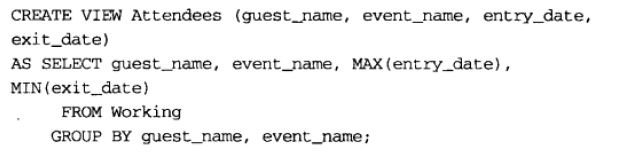 CREATE VIEW Attendees (guest_name, event_name, entry_date,
exit_date)
AS SELECT guest_name, event_name, MAX(entry_date),
MIN(exit_date)
FROM Working
GROUP BY guest_name, event_name;